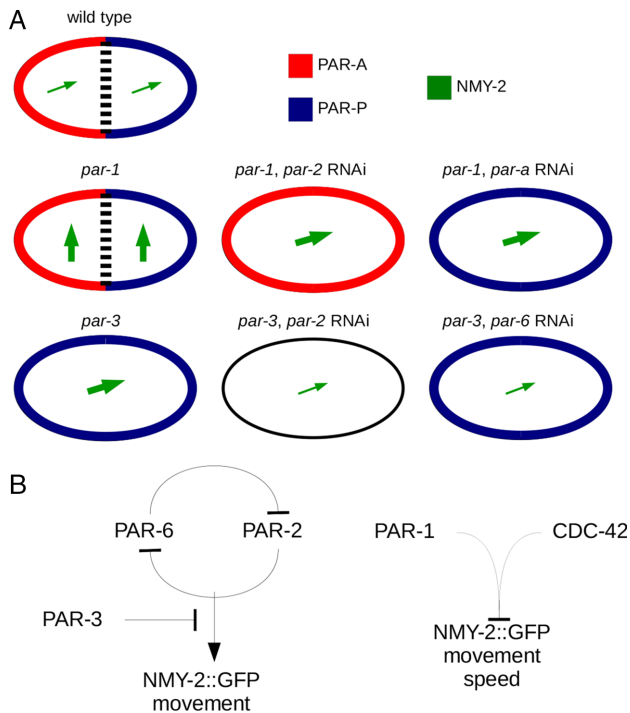 A
wild type
PAR-A
PAR-P
NMY-2
par-1
par-1, par-2 RNAi
par-1, par-a RNAi
par-3
par-3, par-2 RNAi
par-3, par-6 RNAi
B
PAR-6
PAR-2
PAR-1
CDC-42
PAR-3
NMY-2::GFP
movement
NMY-2::GFP
movement
speed